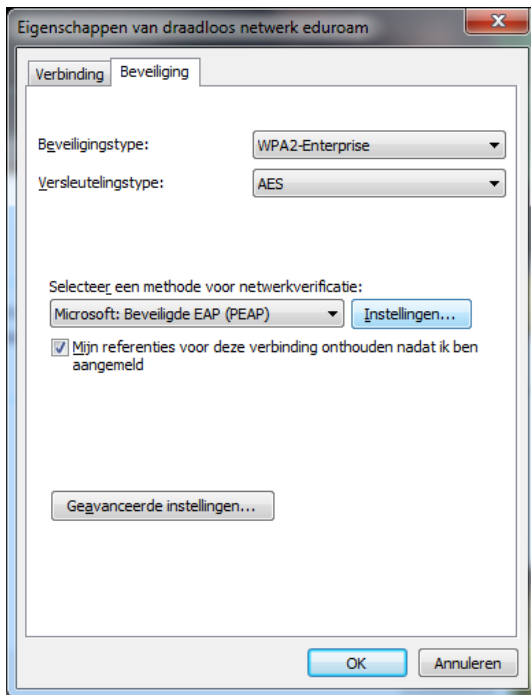 Eigenschappen van draadloos netwerk eduroam
Verbinding Beveiliging
Beveiligingstype: WPA2-Enterprise
Versleutelingstype: AES
Selecteer een methode voor netwerkverificatie:
Microsoft: Beveiligde EAP (PEAP) Instellingen...
Mijn referenties voor deze verbinding onthouden nadat ik ben
aangemeld
Geavanceerde instellingen...
OK Annuleren